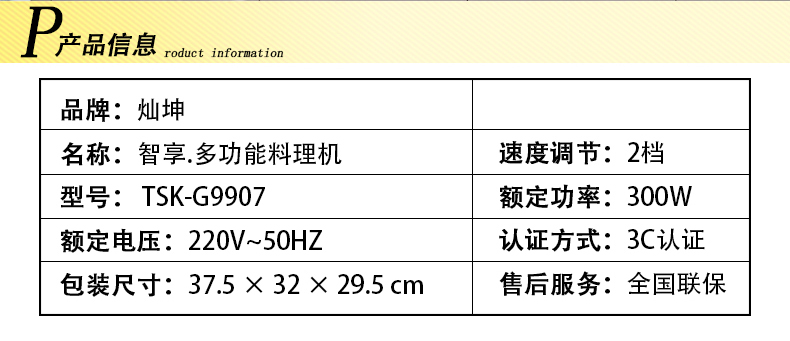 P产品信息 roduct information
品牌：灿坤
名称：智享.多功能料理机 速度调节：2档
型号：TSK-G9907 额定功率：300W
额定电压：220V~50HZ 认证方式：3C认证
包装尺寸：37.5 × 32 × 29.5 cm 售后服务：全国联保